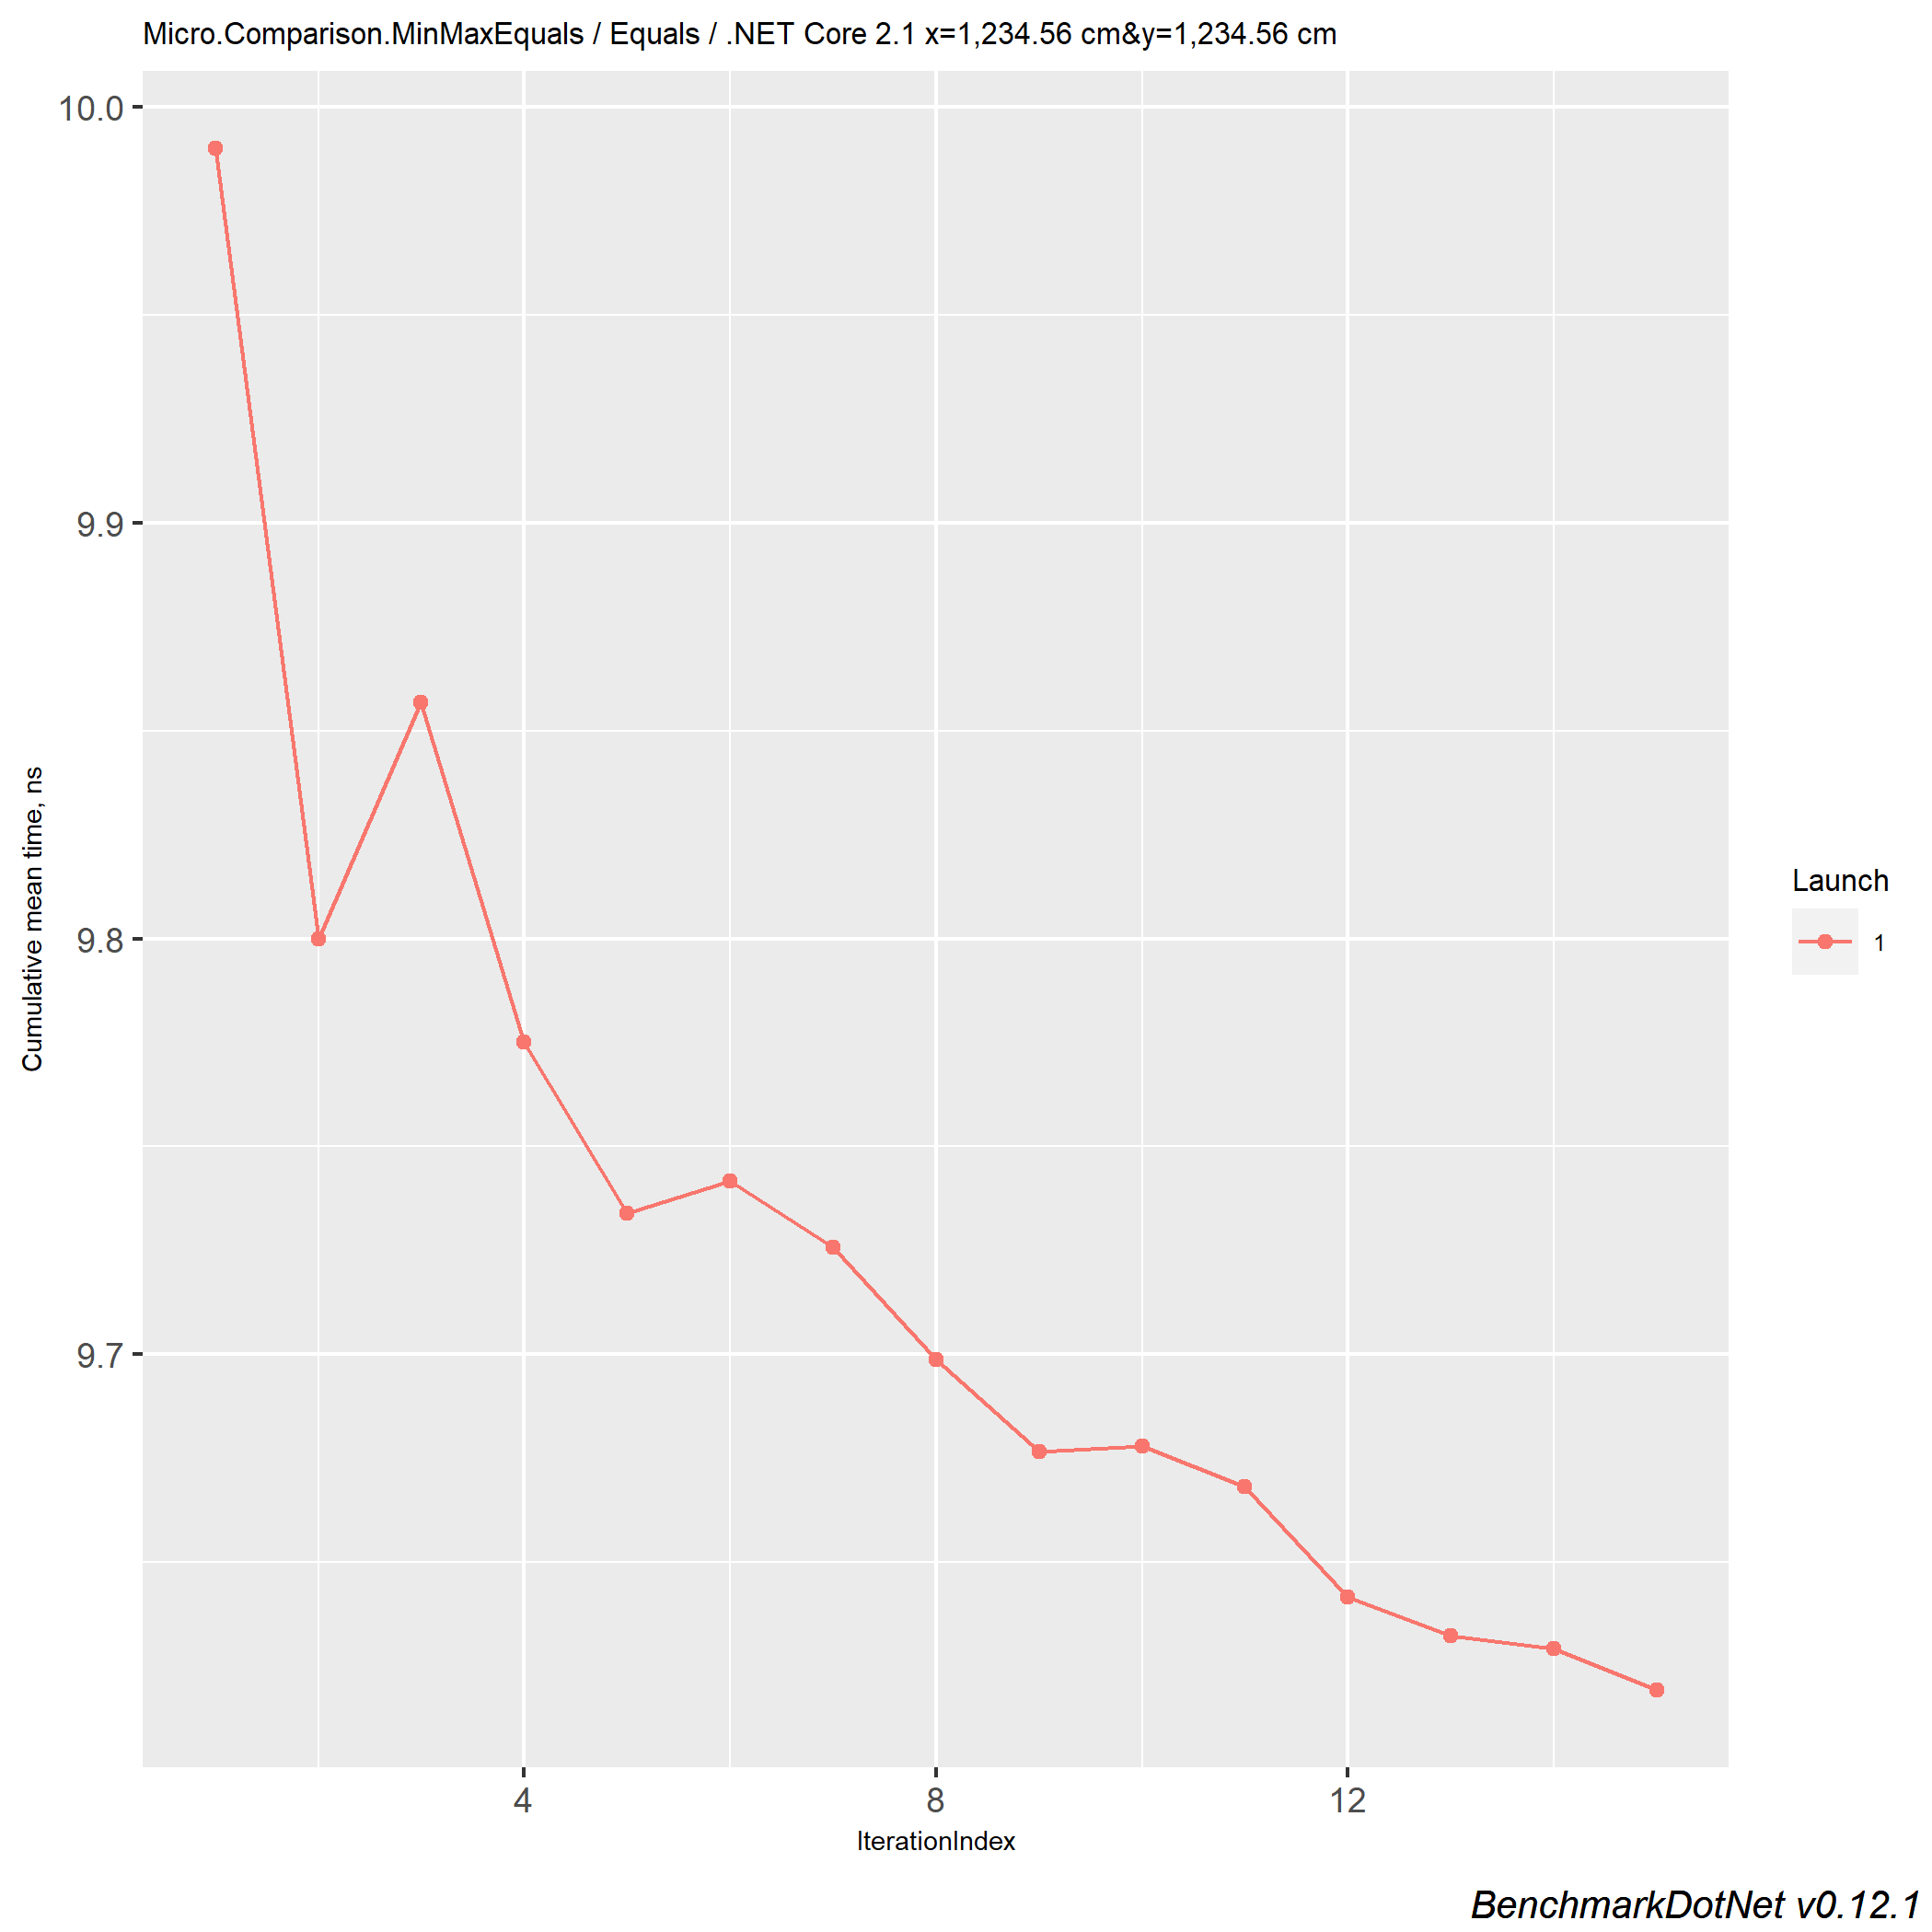 Micro.Comparison.MinMaxEquals / Equals / .NET Core 2.1 x=1,234.56 cm&y=1,234.56 cm
Cumulative mean time, ns
10.0
9.9
9.8
9.7
4
8
12
IterationIndex
Launch
1
BenchmarkDotNet v0.12.1